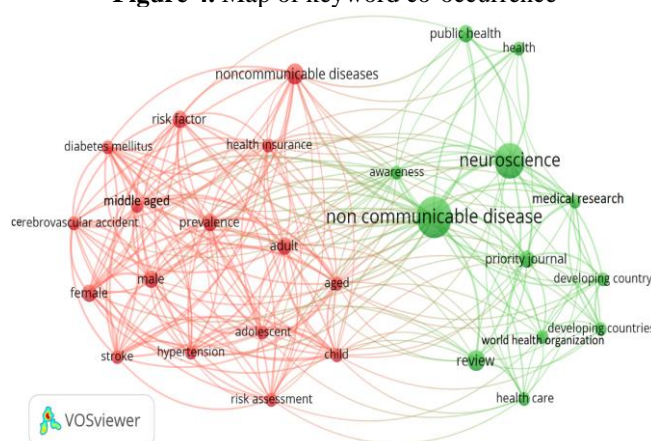 Figure 4. Map of keyword co-occurrence
public health
health
noncommunicable diseases
risk factor
diabetes mellitus
health insurance
awareness
neuroscience
middle aged
medical research
cerebrovascular accident
prevalence
non communicable disease
adult
priority journal
male
aged
developing country
female
adolescent
developing countries
world health organization
stroke
hypertension
child
review
risk assessment
health care
VOSviewer